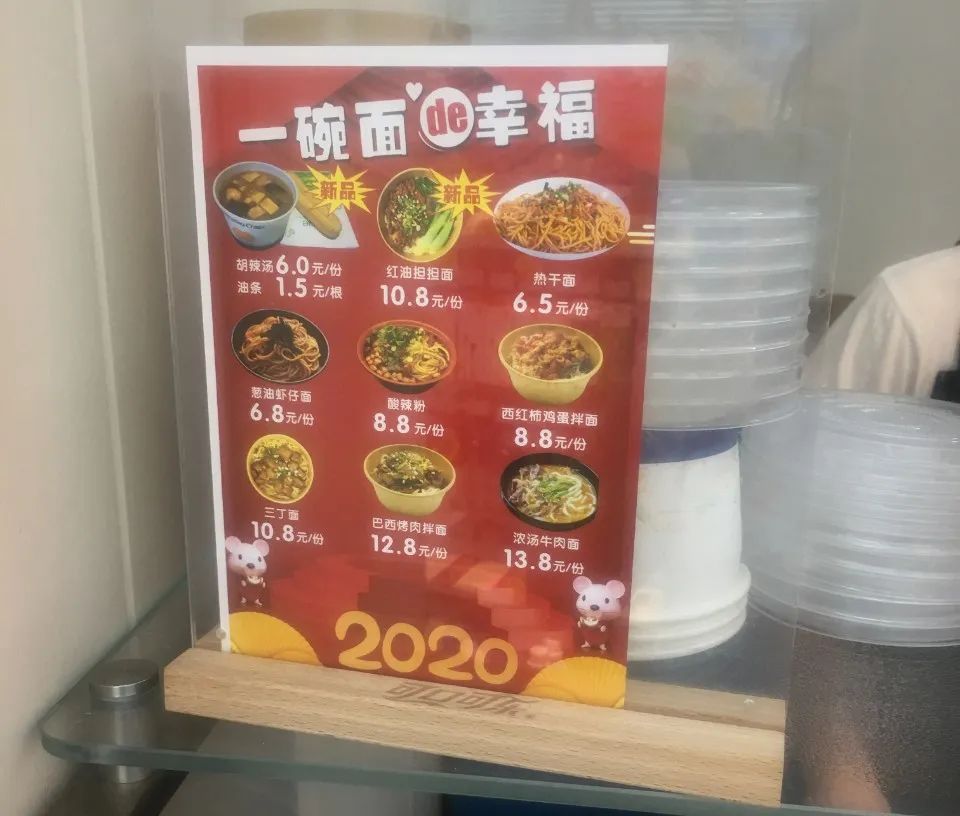 一碗面de幸福
新品
新品
胡辣汤6.0元/份
油条 1.5元/根
红油担担面
10.8元/份
热干面
6.5元/份
葱油虾仔面
6.8元/份
酸辣粉
8.8元/份
西红柿鸡蛋拌面
8.8元/份
三丁面
10.8元/份
巴西烤肉拌面
12.8元/份
浓汤牛肉面
13.8元/份
2020
可口可乐